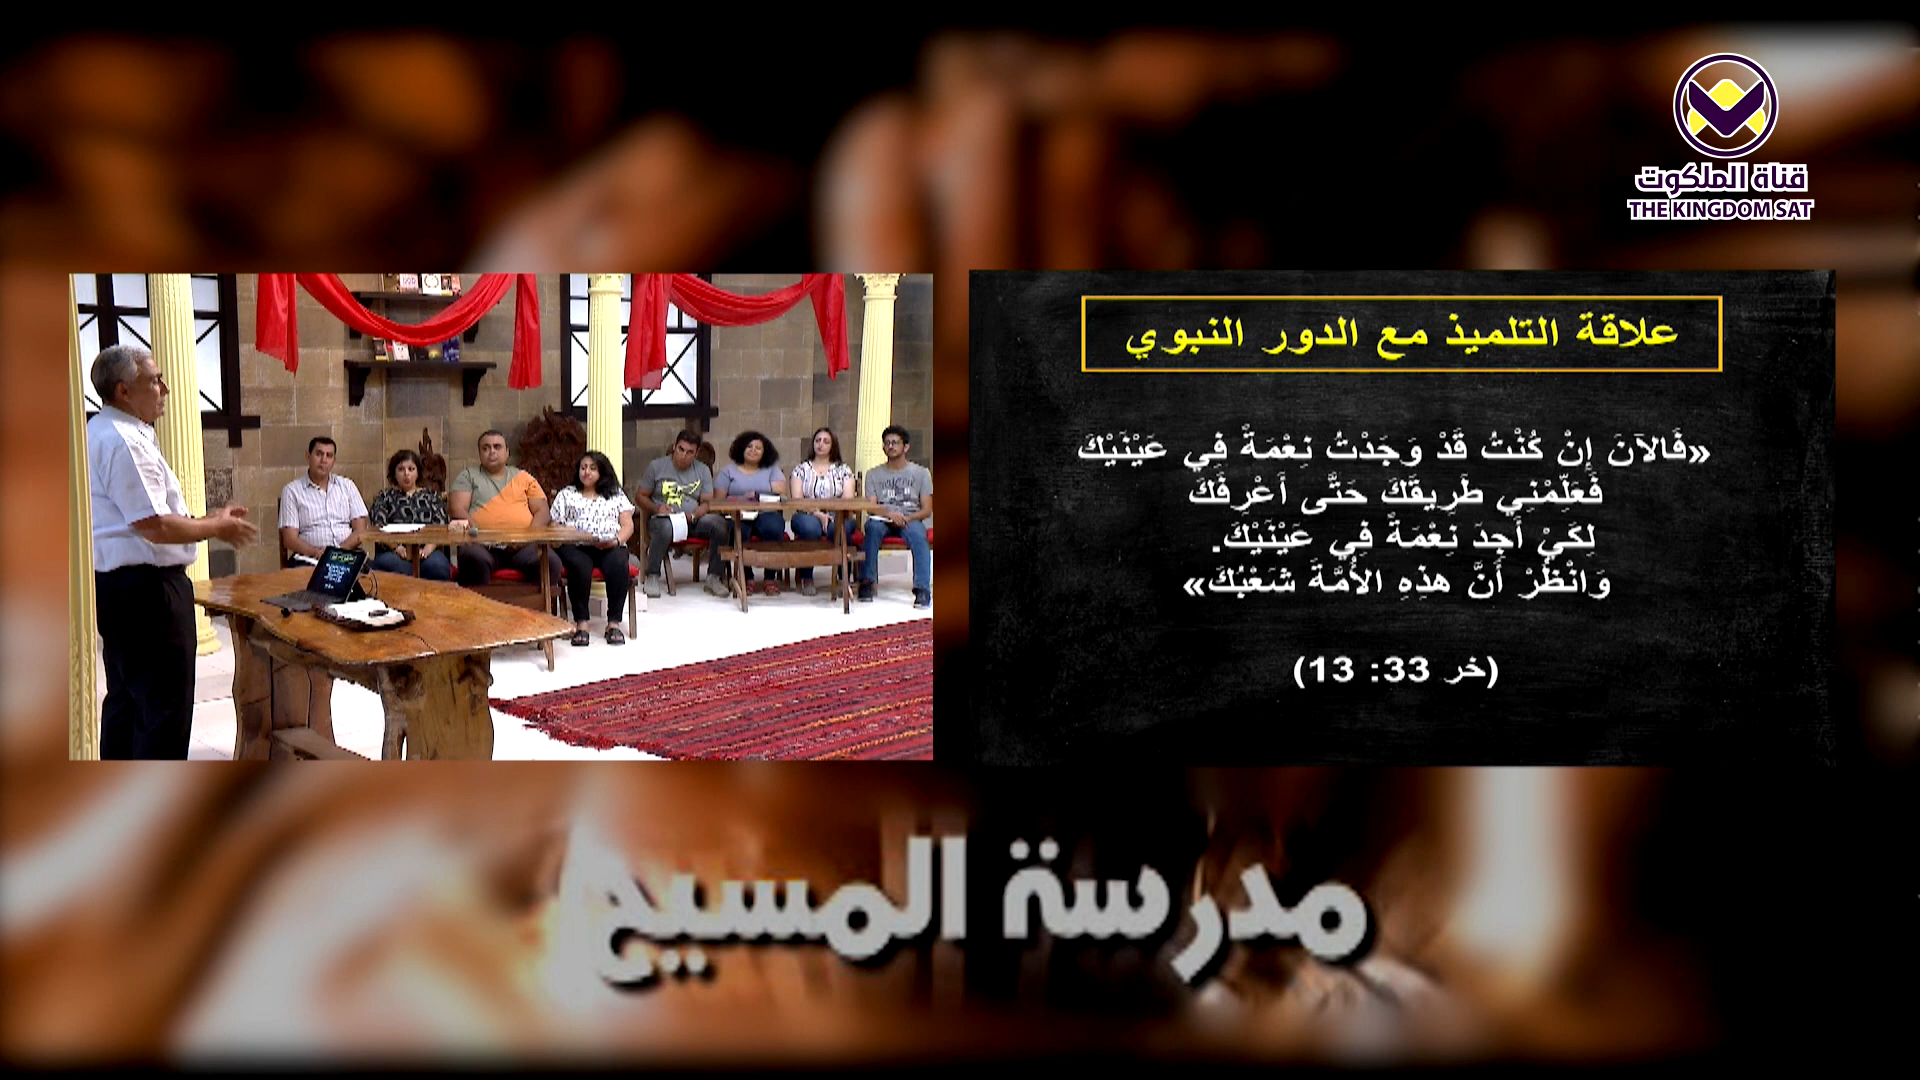 قناة الملكوت
THE KINGDOM SAT
علاقة التلميذ مع الدور النبوي
«فَالآنَ إِنْ كُنْتُ قَدْ وَجَدْتُ نِعْمَةً فِي عَيْنَيْكَ
فَعَلِّمْنِي طَرِيقَكَ حَتَّى أَعْرِفَكَ
لِكَيْ أَجِدَ نِعْمَةً فِي عَيْنَيْكَ.
وَانْظُرْ أَنَّ هذِهِ الأُمَّةَ شَعْبُكَ»
(خر 33: 13)
مدرسة المسيح